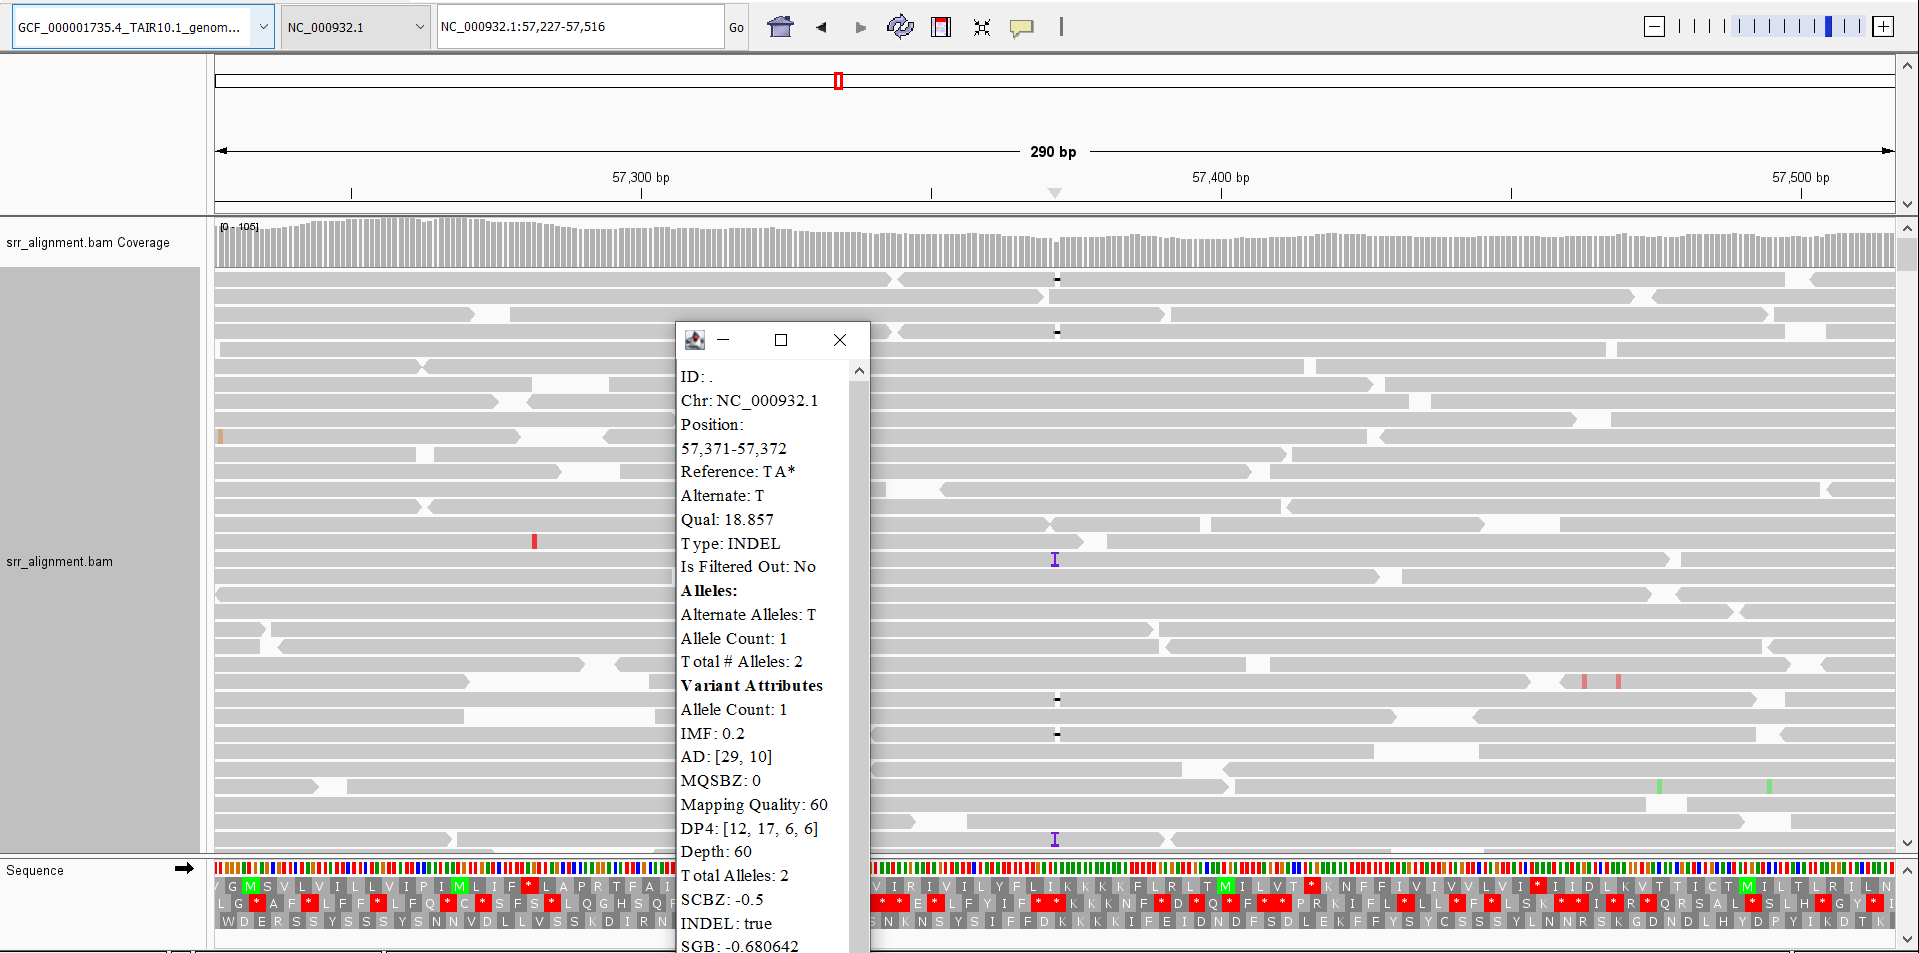 GCF_000001735.4_TAIR10.1_genom... NC_000932.1 NC_000932.1:57,227-57,516 Go
290 bp
57,300 bp 57,400 bp 57,500 bp
[0 - 105]
srr_alignment.bam Coverage
srr_alignment.bam
ID: .
Chr: NC_000932.1
Position:
57,371-57,372
Reference: TA*
Alternate: T
Qual: 18.857
Type: INDEL
Is Filtered Out: No
Alleles:
Alternate Alleles: T
Allele Count: 1
Total # Alleles: 2
Variant Attributes
Allele Count: 1
IMF: 0.2
AD: [29, 10]
MQSBZ: 0
Mapping Quality: 60
DP4: [12, 17, 6, 6]
Depth: 60
Total Alleles: 2
SCBZ: -0.5
INDEL: true
SGB: -0.680642
Sequence
G M S V L V I L L V I P I M L I F * L A P R T F A I V I R I V I L Y F L I K K K K F L R L T M I L V T * K N F F I V I V V L V I * I I D L K V T T I C T M I L T L R I L N
L G * A F * L F F * L F Q * C * S F S * L Q G H S Q F * * E * L F Y I F * * K K K K N F * D * Q * F * * P R K I F L * L L * F * L S K * * I * R * Q R S A L * S L H * G Y * I
W D E R S S Y S S S Y S N N V D L L V S S K D I R N S N K N S Y S I F F D K K K K I F E I D N D F S D L E K F F Y S Y C S S S Y L N N R S K G D N D L H Y D P Y I K D T K